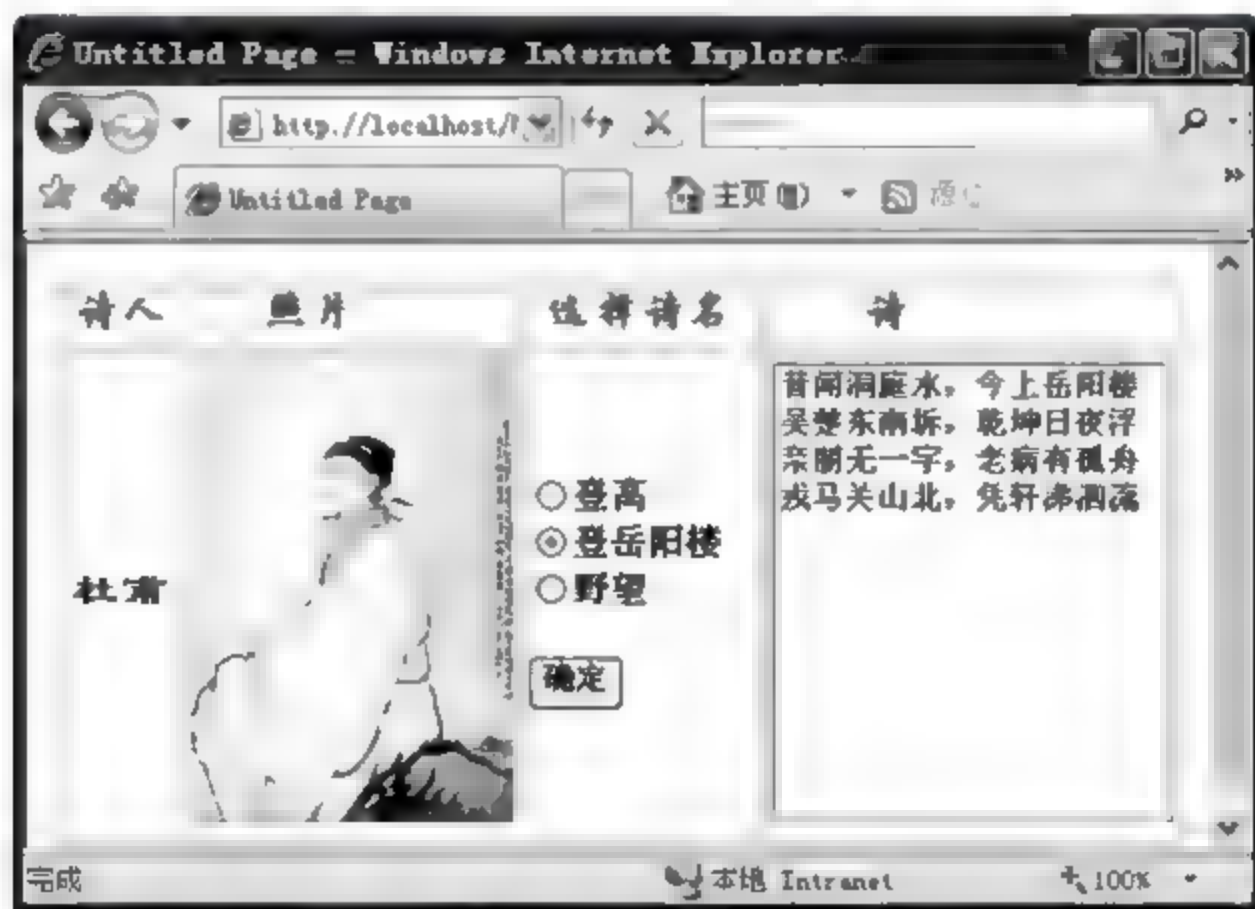 Untitled Page - Windows Internet Explorer
http://localhost/
Untitled Page
主页(M)
诗人 照片 选择诗名 诗
杜甫
登高
登岳阳楼
野望
确定
昔闻洞庭水，今上岳阳楼
吴楚东南坼，乾坤日夜浮
亲朋无一字，老病有孤舟
戎马关山北，凭轩涕泗流
完成
本地 Intranet
100%